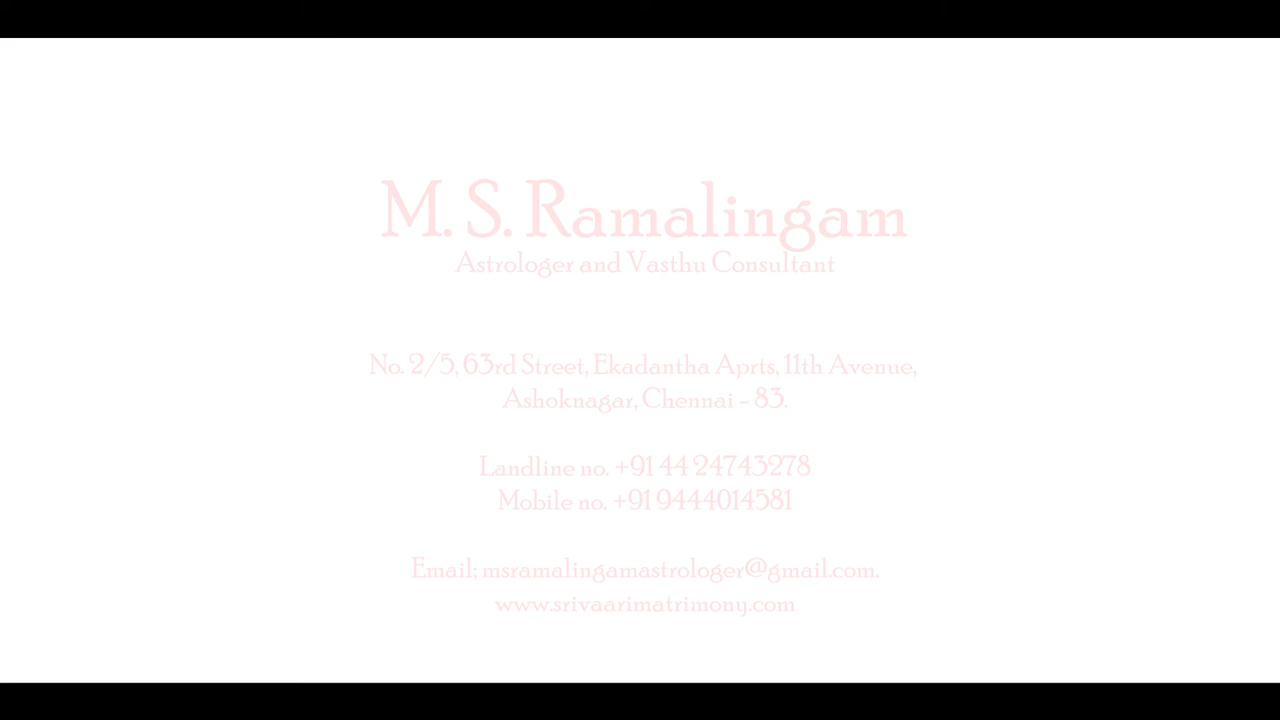 M. S. Ramalingam
Astrologer and Vasthu Consultant
No. 2/5, 63rd Street, Ekadantha Aprts, 11th Avenue,
Ashoknagar, Chennai - 83.
Landline no. +91 44 24743278
Mobile no. +91 9444014581
Email; msramalingamastrologer@gmail.com.
www.srivaarimatrimony.com